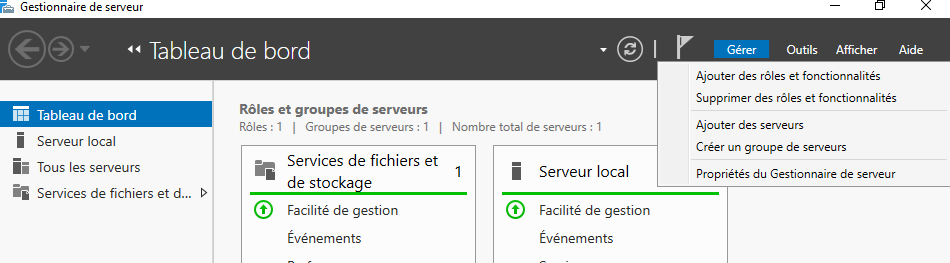 Gestionnaire de serveur
Tableau de bord
Gérer Outils Afficher Aide
Ajouter des rôles et fonctionnalités
Supprimer des rôles et fonctionnalités
Ajouter des serveurs
Créer un groupe de serveurs
Propriétés du Gestionnaire de serveur
Tableau de bord
Serveur local
Tous les serveurs
Services de fichiers et d...
Rôles et groupes de serveurs
Rôles : 1 | Groupes de serveurs : 1 | Nombre total de serveurs : 1
Services de fichiers et
de stockage
1
Facilité de gestion
Événements
Serveur local
Facilité de gestion
Événements